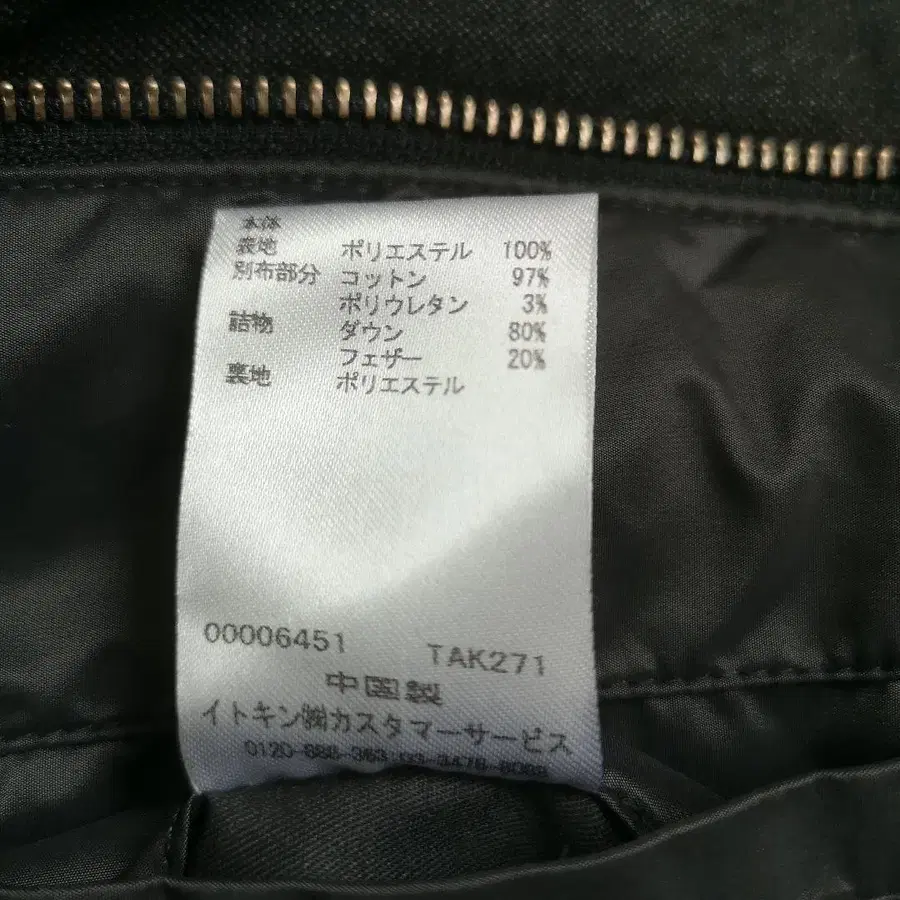 本体
表地 ポリエステル 100%
別布部分 コットン 97%
ポリウレタン 3%
詰物 ダウン 80%
フェザー 20%
裏地 ポリエステル
00006451 TAK271
中国製
イトキン㈱カスタマーサービス